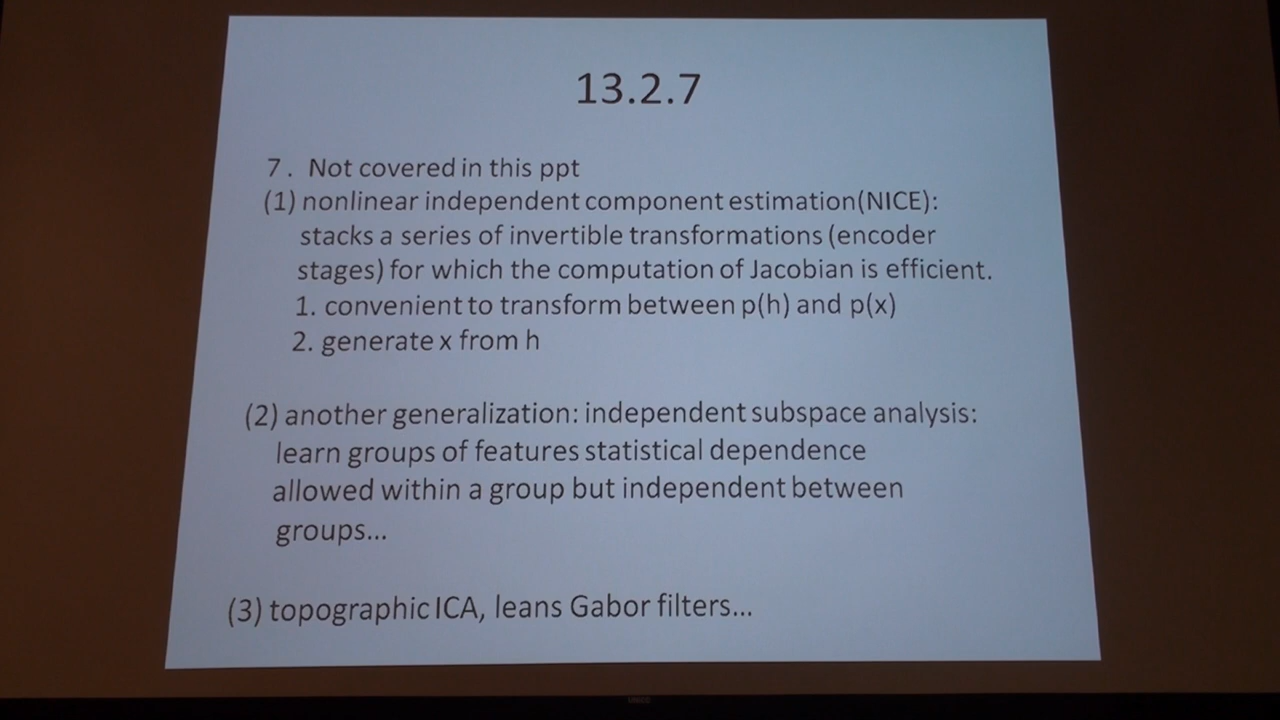 13.2.7
7. Not covered in this ppt
(1) nonlinear independent component estimation(NICE):
stacks a series of invertible transformations (encoder
stages) for which the computation of Jacobian is efficient.
1. convenient to transform between p(h) and p(x)
2. generate x from h
(2) another generalization: independent subspace analysis:
learn groups of features statistical dependence
allowed within a group but independent between
groups...
(3) topographic ICA, leans Gabor filters...